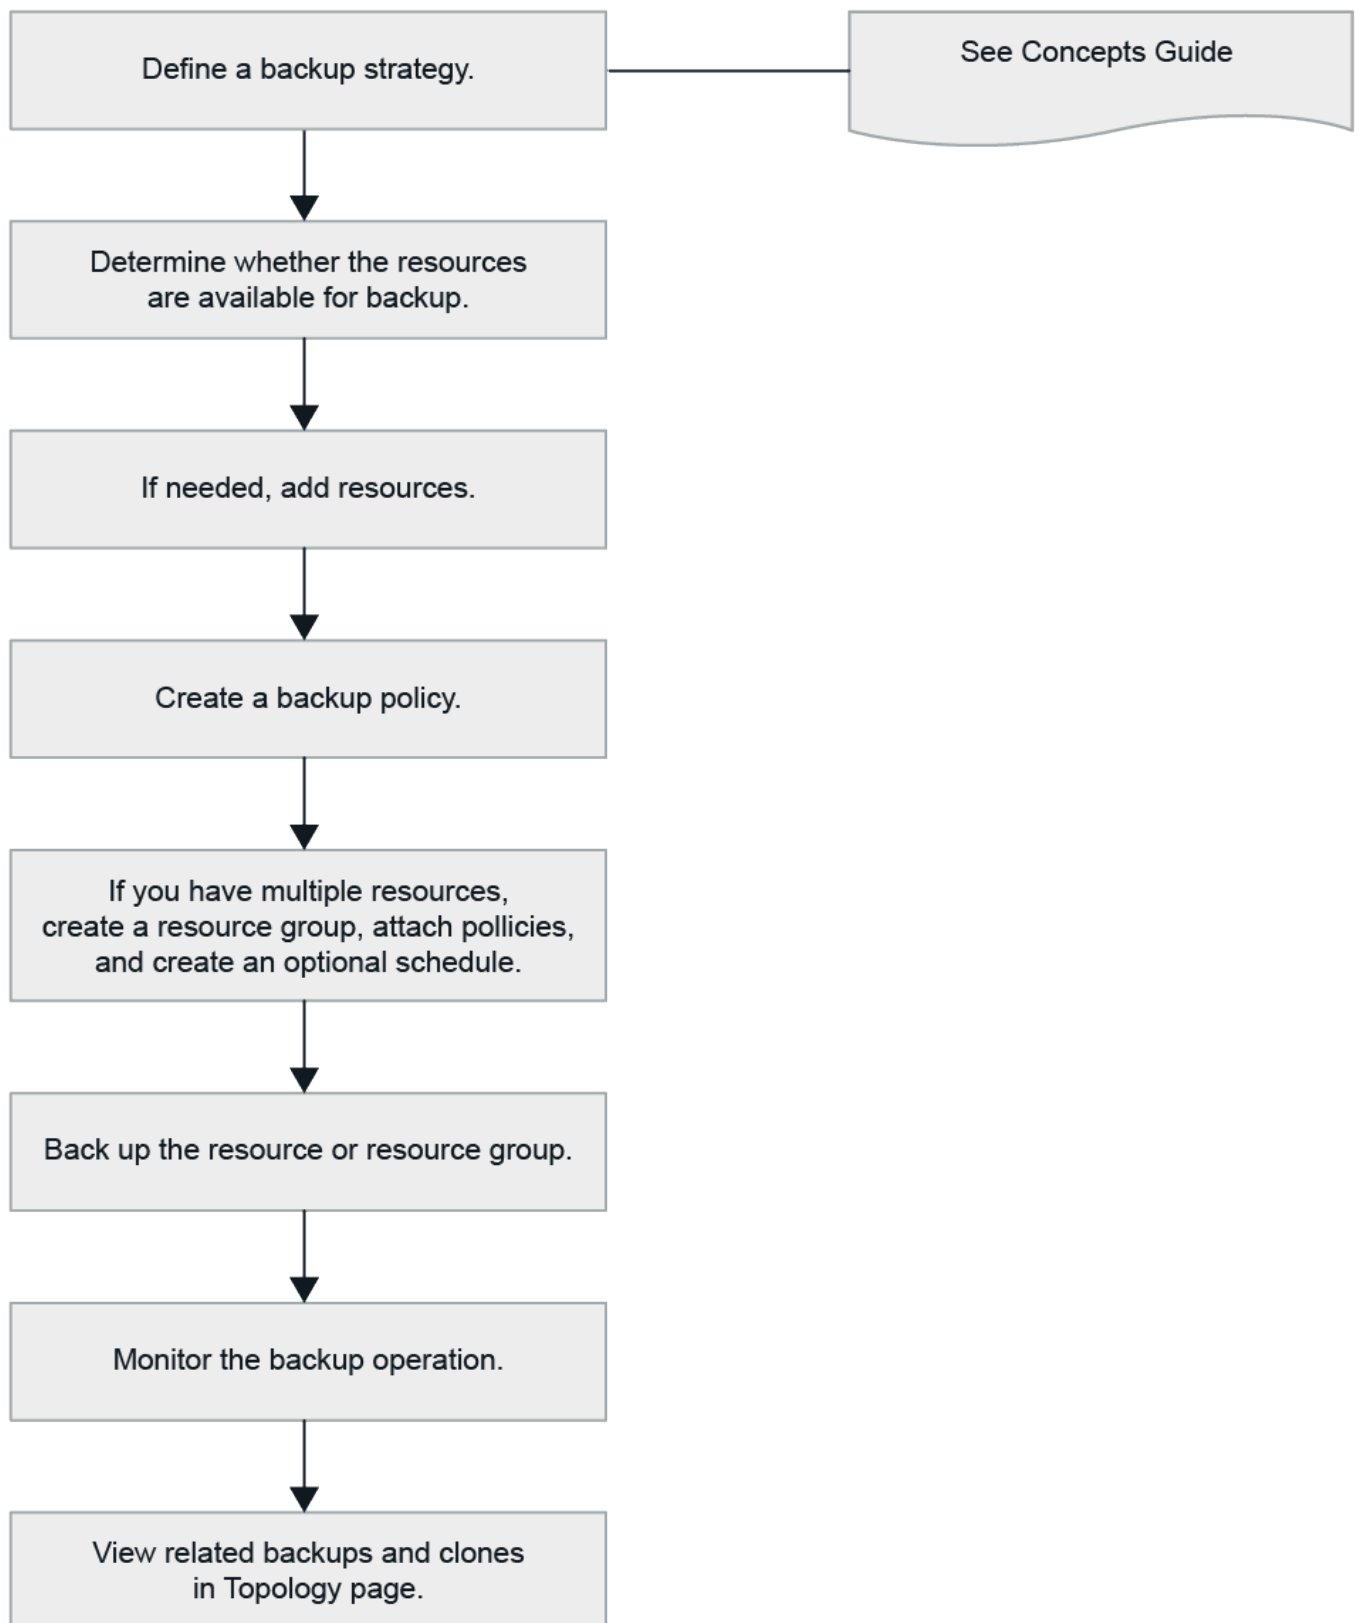 Define a backup strategy.
See Concepts Guide
Determine whether the resources
are available for backup.
If needed, add resources.
Create a backup policy.
If you have multiple resources,
create a resource group, attach pollicies,
and create an optional schedule.
Back up the resource or resource group.
Monitor the backup operation.
View related backups and clones
in Topology page.